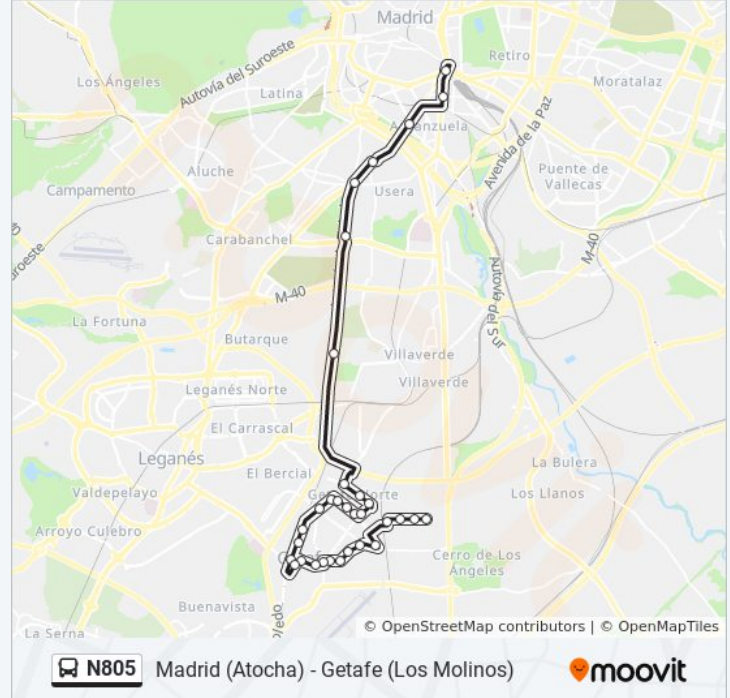 Madrid
Retiro
Los Ángeles
Autovía del Suroeste
Moratalaz
Latina
Avenida de la Paz
Aluche
Puente de
Vallecas
Campamento
Usera
Carabanchel
M-40
M-40
Autovía del Sur
La Fortuna
Butarque
Villaverde
Leganés Norte
Villaverde
El Carrascal
Leganés
La Bulera
El Bercial
Valdepelayo
Los Llanos
Arroyo Culebro
Cerro de Los
Ángeles
Buenavista
La Serna
© OpenStreetMap contributors | © OpenMapTiles
N805 Madrid (Atocha) - Getafe (Los Molinos)
moovit